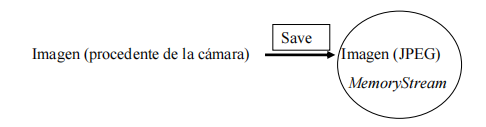 Save
Imagen (procedente de la cámara) Imagen (JPEG)
MemoryStream